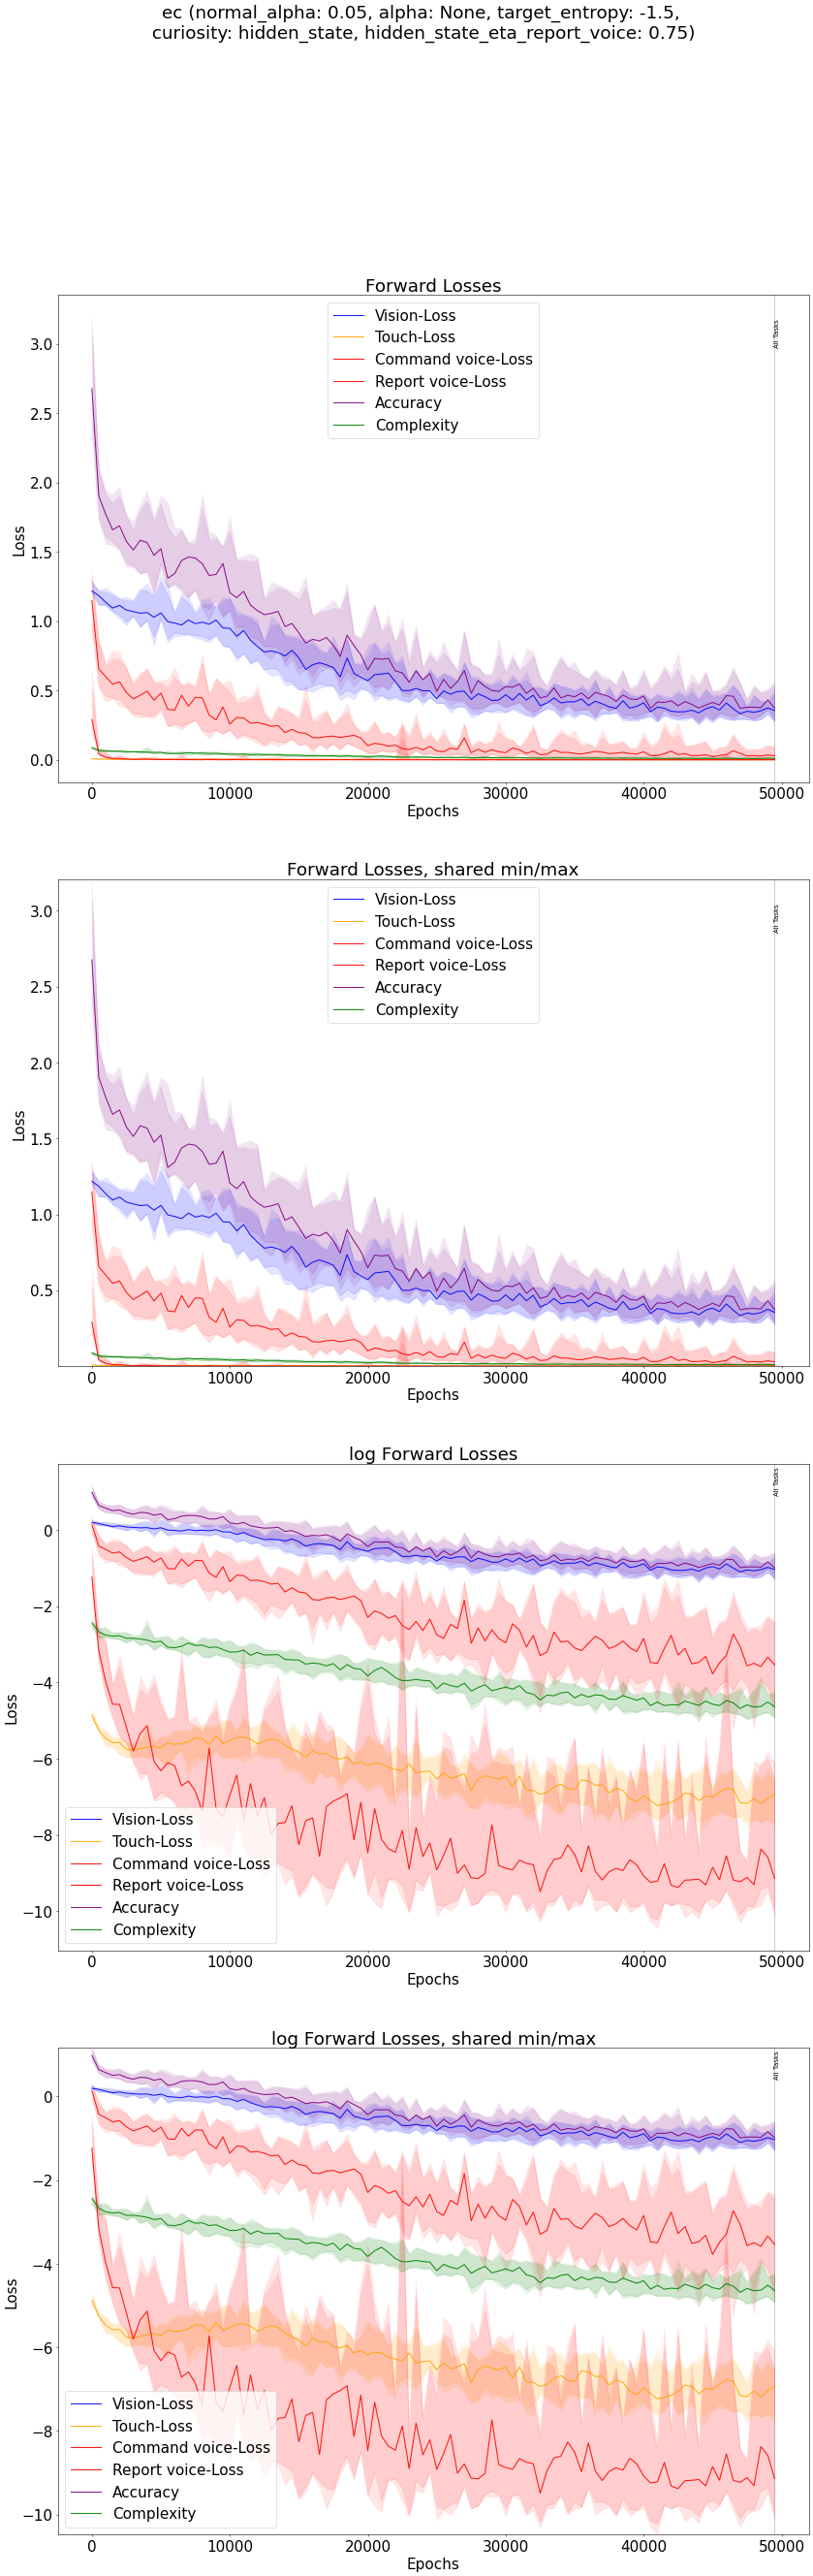 ec (normal_alpha: 0.05, alpha: None, target_entropy: -1.5,
curiosity: hidden_state, hidden_state_eta_report_voice: 0.75)
Forward Losses
Vision-Loss
Touch-Loss
Command voice-Loss
Report voice-Loss
Accuracy
Complexity
All Tasks
3.0
2.5
2.0
1.5
1.0
0.5
0.0
Loss
0 10000 20000 30000 40000 50000
Epochs
Forward Losses, shared min/max
Vision-Loss
Touch-Loss
Command voice-Loss
Report voice-Loss
Accuracy
Complexity
All Tasks
3.0
2.5
2.0
1.5
1.0
0.5
Loss
0 10000 20000 30000 40000 50000
Epochs
log Forward Losses
All Tasks
0
−2
−4
−6
−8
−10
Loss
Vision-Loss
Touch-Loss
Command voice-Loss
Report voice-Loss
Accuracy
Complexity
0 10000 20000 30000 40000 50000
Epochs
log Forward Losses, shared min/max
All Tasks
0
−2
−4
−6
−8
−10
Loss
Vision-Loss
Touch-Loss
Command voice-Loss
Report voice-Loss
Accuracy
Complexity
0 10000 20000 30000 40000 50000
Epochs